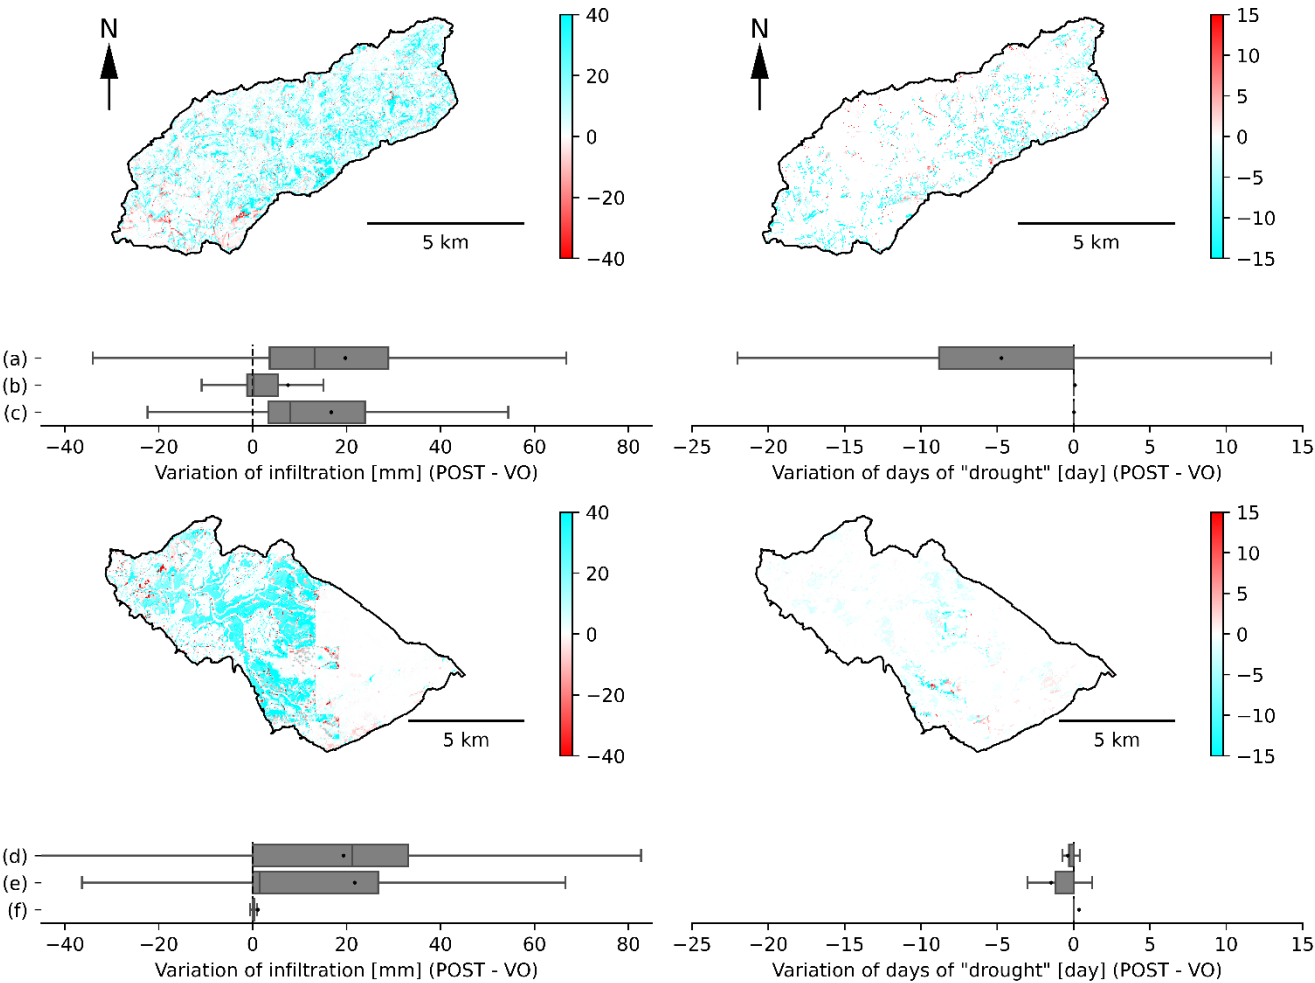 N
5 km
40
20
0
−20
−40
N
5 km
15
10
5
0
−5
−10
−15
(a)
(b)
(c)
−40 −20 0 20 40 60 80
Variation of infiltration [mm] (POST - VO)
−25 −20 −15 −10 −5 0 5 10 15
Variation of days of "drought" [day] (POST - VO)
5 km
40
20
0
−20
−40
5 km
15
10
5
0
−5
−10
−15
(d)
(e)
(f)
−40 −20 0 20 40 60 80
Variation of infiltration [mm] (POST - VO)
−25 −20 −15 −10 −5 0 5 10 15
Variation of days of "drought" [day] (POST - VO)